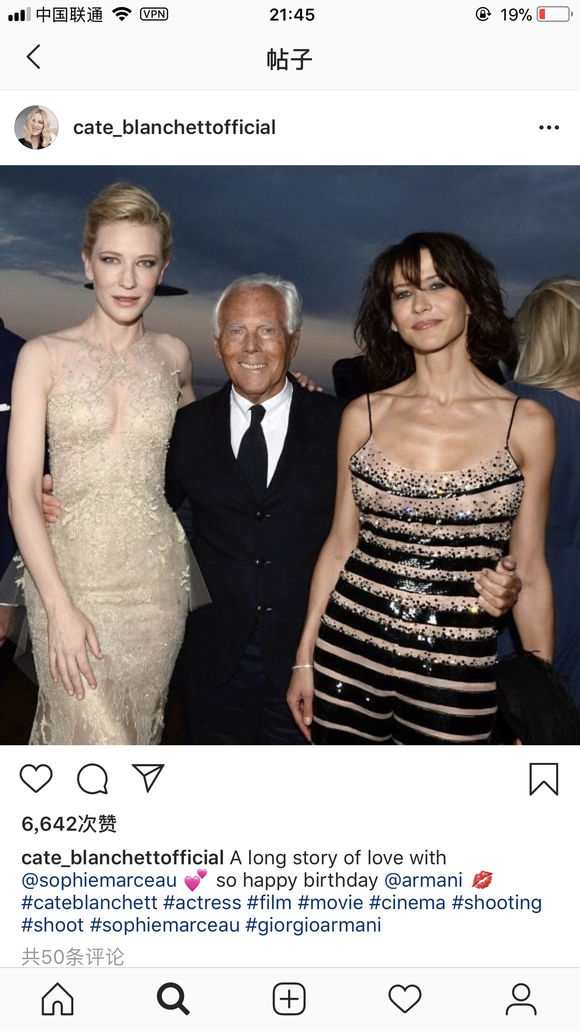 中国联通 VPN 21:45 19%
帖子
cate_blanchettofficial
6,642次赞
cate_blanchettofficial A long story of love with
@sophiemarceau 💕 so happy birthday @armani 💋
#cateblanchett #actress #film #movie #cinema #shooting
#shoot #sophiemarceau #giorgioarmani
共50条评论